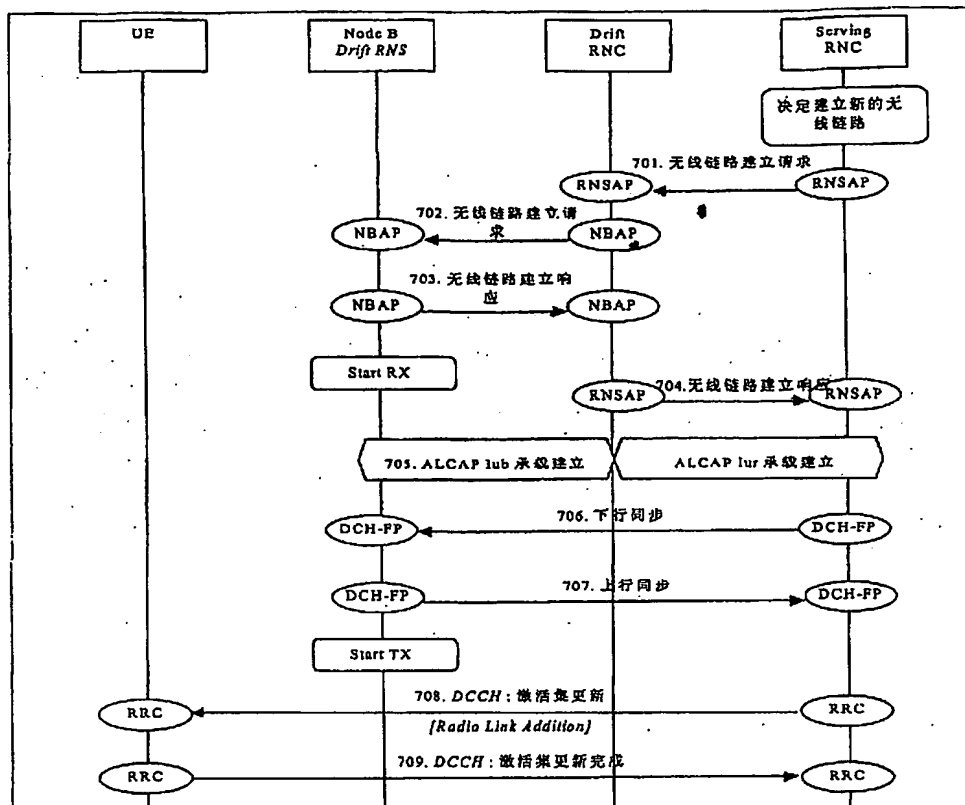 UE
Node B
Drift RNS
Drift
RNC
Serving
RNC
决定建立新的无
线链路
701. 无线链路建立请求
RNSAP
RNSAP
702. 无线链路建立请
求
NBAP
NBAP
703. 无线链路建立响
应
NBAP
NBAP
Start RX
704.无线链路建立响应
RNSAP
RNSAP
705. ALCAP Iub 承载建立
ALCAP Iur 承载建立
706. 下行同步
DCH-FP
DCH-FP
707. 上行同步
DCH-FP
DCH-FP
Start TX
708. DCCH : 激活集更新
RRC
RRC
[Radio Link Addition]
709. DCCH : 激活集更新完成
RRC
RRC